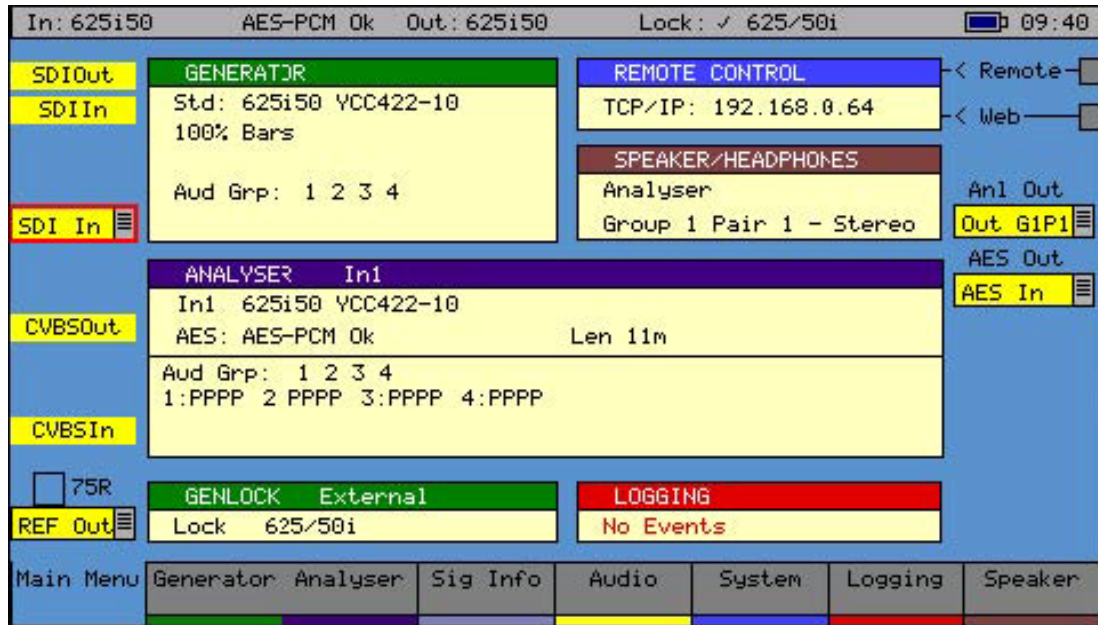 In: 625i50 AES-PCM Ok Out: 625i50 Lock: ✓ 625/50i 09:40
SDIOut
SDIIn
SDI In
CVBSOut
CVBSIn
75R
REF Out
GENERATOR
Std: 625i50 YCC422-10
100% Bars
Aud Grp: 1 2 3 4
REMOTE CONTROL
TCP/IP: 192.168.0.64
SPEAKER/HEADPHONES
Analyser
Group 1 Pair 1 - Stereo
< Remote
< Web
Anl Out
Out G1P1
AES Out
AES In
ANALYSER In1
In1 625i50 YCC422-10
AES: AES-PCM Ok Len 11m
Aud Grp: 1 2 3 4
1:PPPP 2 PPPP 3:PPPP 4:PPPP
GENLOCK External
Lock 625/50i
LOGGING
No Events
Main Menu Generator Analyser Sig Info Audio System Logging Speaker